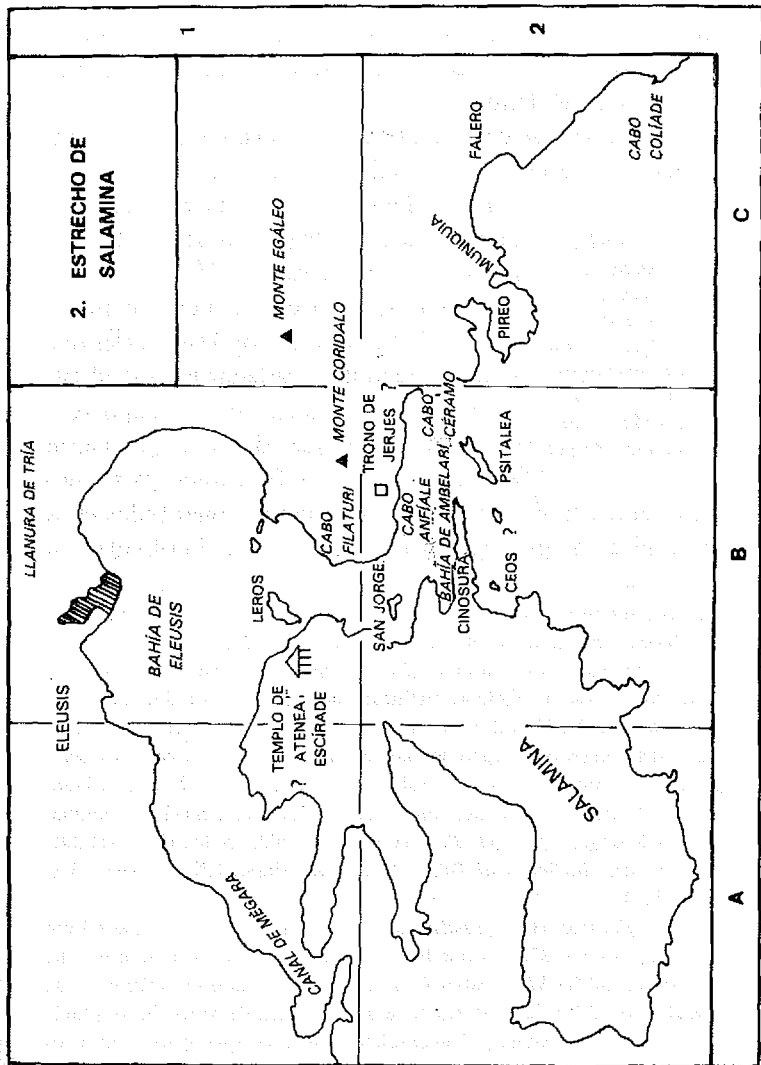 2. ESTRECHO DE
SALAMINA
1
2
A
B
C
LLANURA DE TRÍA
ELEUSIS
BAHÍA DE
ELEUSIS
CANAL DE MÉGARA
TEMPLO DE
ATENEA
ESCÍRADE
?
LEROS
CABO
FILATURI
MONTE EGÁLEO
MONTE CORIDALO
TRONO DE
JERJES ?
SAN JORGE
CABO
ANFÍALE
BAHÍA DE AMBELARÍ
CABO
CÉRAMO
CINOSURA
CEOS ?
PSITALEA
PIREO
MUNIQUIA
FALERO
CABO
COLÍADE
SALAMINA